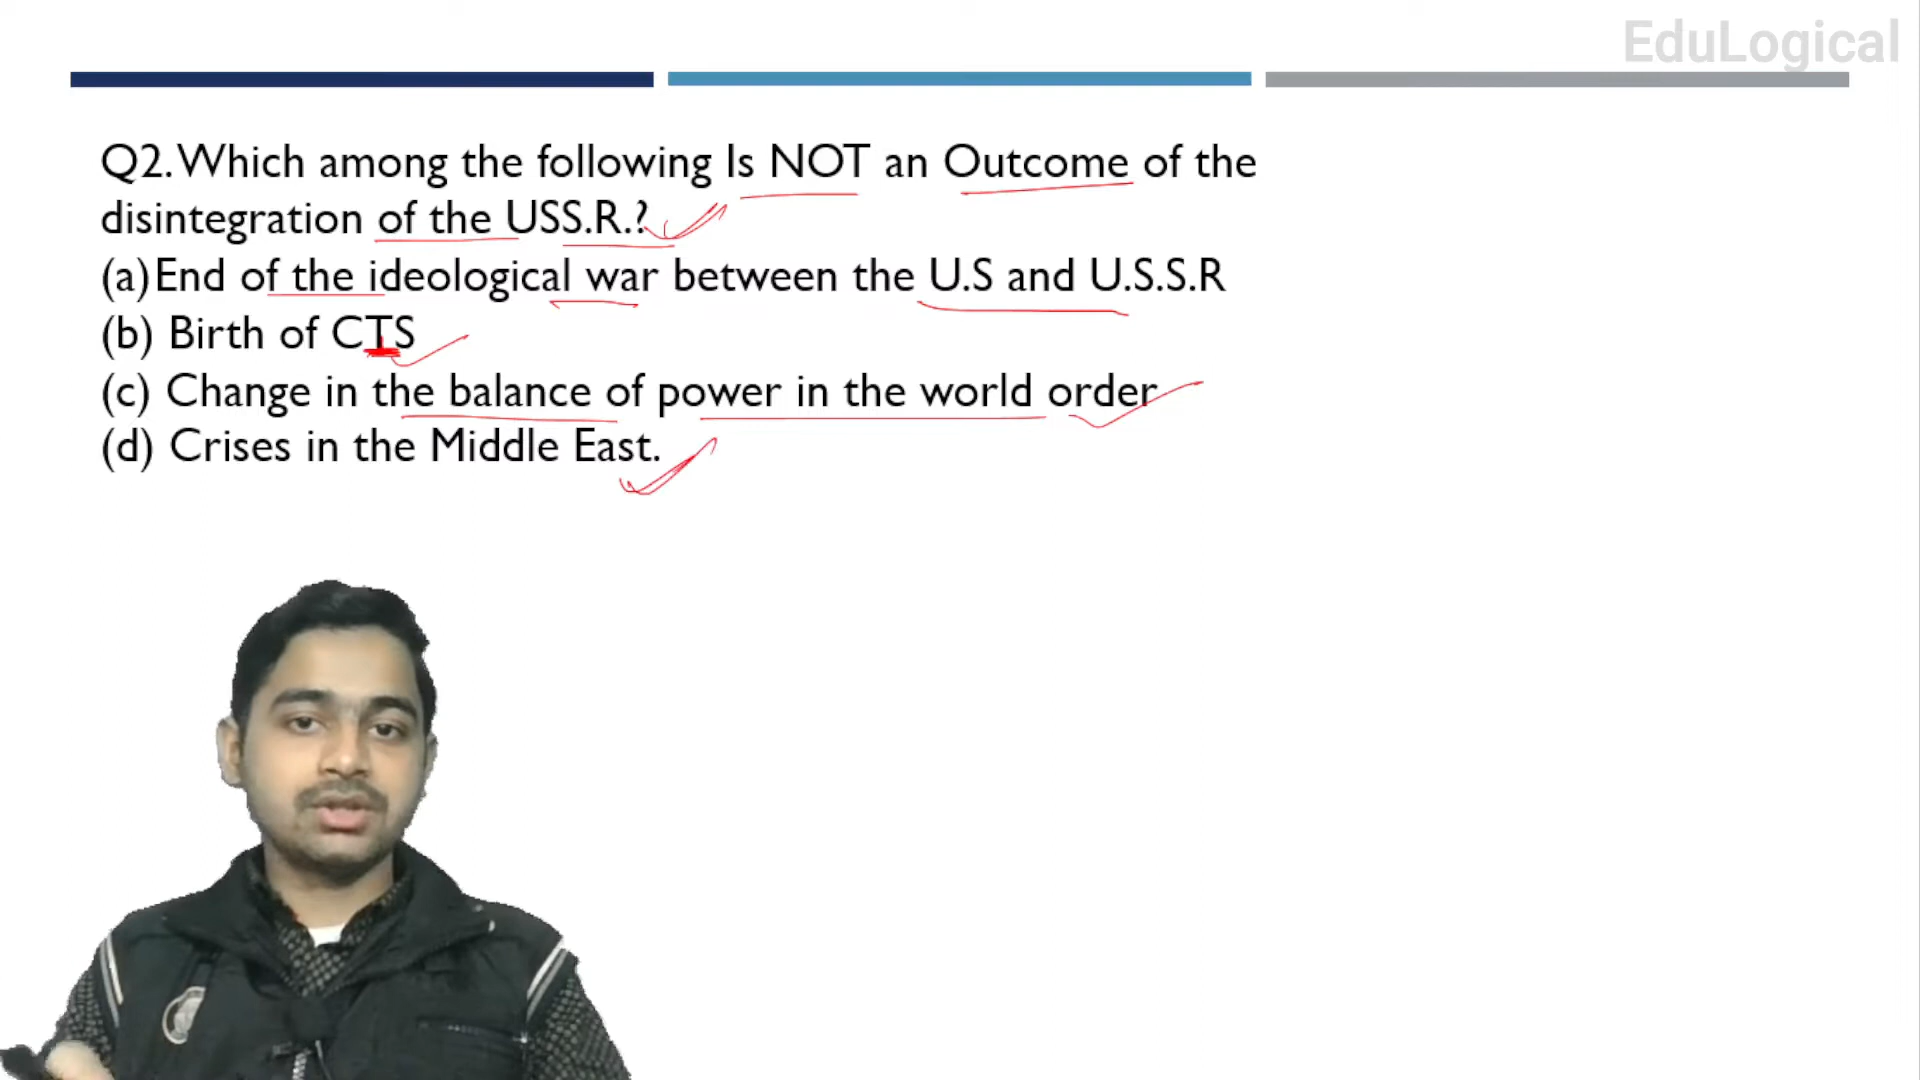 EduLogical
Q2. Which among the following Is NOT an Outcome of the
disintegration of the USS.R.?
(a) End of the ideological war between the U.S and U.S.S.R
(b) Birth of CTS
(c) Change in the balance of power in the world order
(d) Crises in the Middle East.